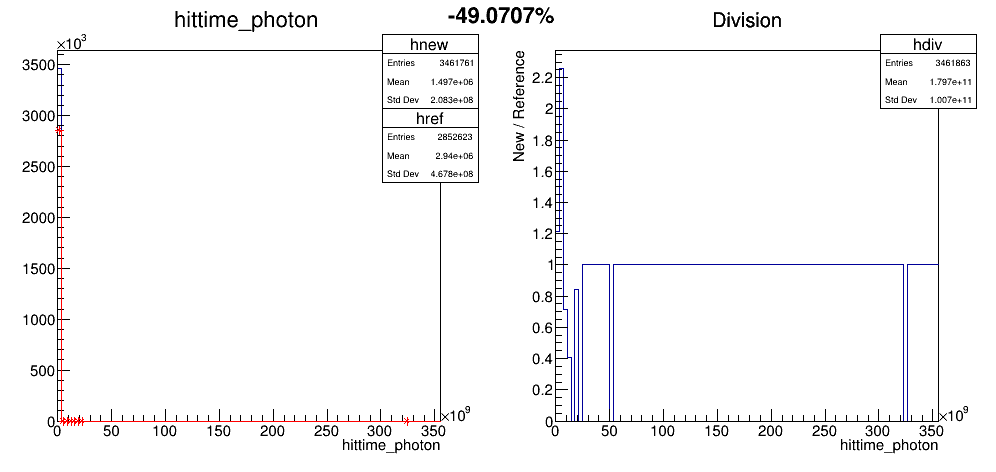 -49.0707%
hittime_photon
×10³
hnew
Entries 3461761
Mean 1.497e+06
Std Dev 2.083e+08
href
Entries 2852623
Mean 2.94e+06
Std Dev 4.678e+08
3500
3000
2500
2000
1500
1000
500
0
0 50 100 150 200 250 300 350
×10⁹
hittime_photon
Division
hdiv
Entries 3461863
Mean 1.797e+11
Std Dev 1.007e+11
New / Reference
2.2
2
1.8
1.6
1.4
1.2
1
0.8
0.6
0.4
0.2
0
0 50 100 150 200 250 300 350
×10⁹
hittime_photon